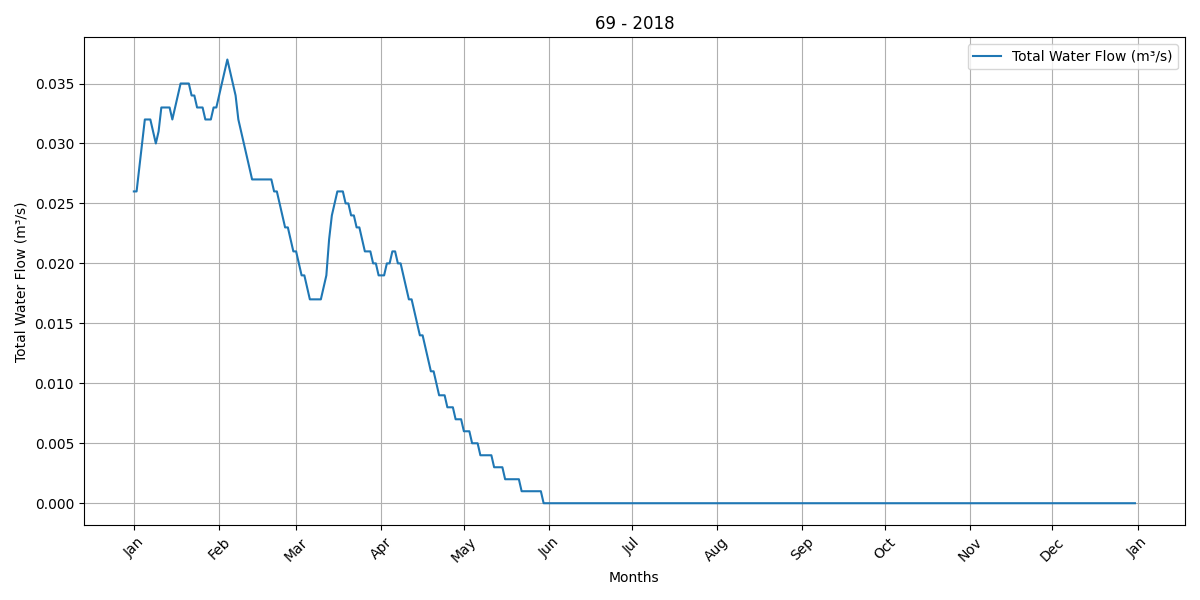 69 - 2018
Total Water Flow (m³/s)
Total Water Flow (m³/s)
0.035
0.030
0.025
0.020
0.015
0.010
0.005
0.000
Jan Feb Mar Apr May Jun Jul Aug Sep Oct Nov Dec Jan
Months